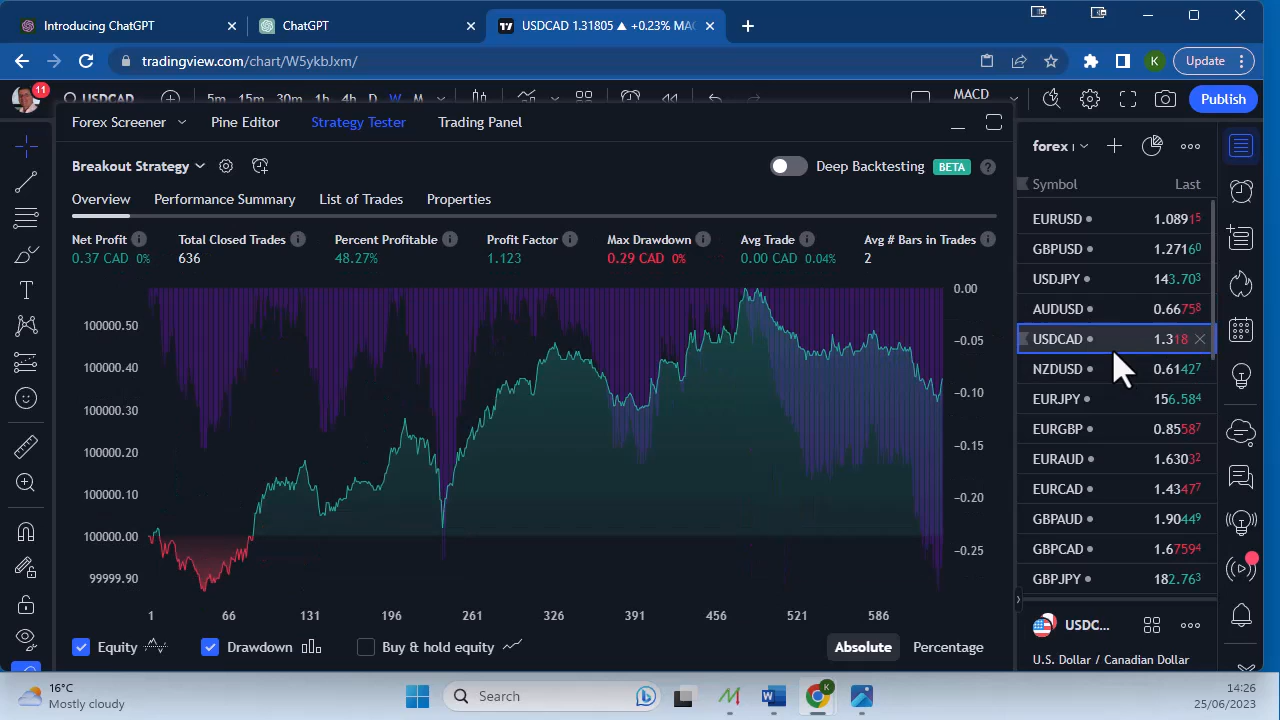 Introducing ChatGPT
ChatGPT
USDCAD 1.31805 ▲ +0.23% MAC
tradingview.com/chart/W5ykbJxm/
K
Update
11
USDCAD
5m 15m 30m 1h 4h D W M
MACD
Publish
Forex Screener
Pine Editor
Strategy Tester
Trading Panel
Breakout Strategy
Deep Backtesting
BETA
?
Overview
Performance Summary
List of Trades
Properties
Net Profit
Total Closed Trades
Percent Profitable
Profit Factor
Max Drawdown
Avg Trade
Avg # Bars in Trades
0.37 CAD 0%
636
48.27%
1.123
0.29 CAD 0%
0.00 CAD 0.04%
2
100000.50
100000.40
100000.30
100000.20
100000.10
100000.00
99999.90
0.00
−0.05
−0.10
−0.15
−0.20
−0.25
1 66 131 196 261 326 391 456 521 586
Equity
Drawdown
Buy & hold equity
Absolute
Percentage
Symbol Last
EURUSD 1.08915
GBPUSD 1.27160
USDJPY 143.703
AUDUSD 0.66758
USDCAD 1.318
NZDUSD 0.61427
EURJPY 156.584
EURGBP 0.85587
EURAUD 1.63032
EURCAD 1.43477
GBPAUD 1.90449
GBPCAD 1.67594
GBPJPY 182.763
USDC...
U.S. Dollar / Canadian Dollar
16°C
Mostly cloudy
Search
K
14:26
25/06/2023